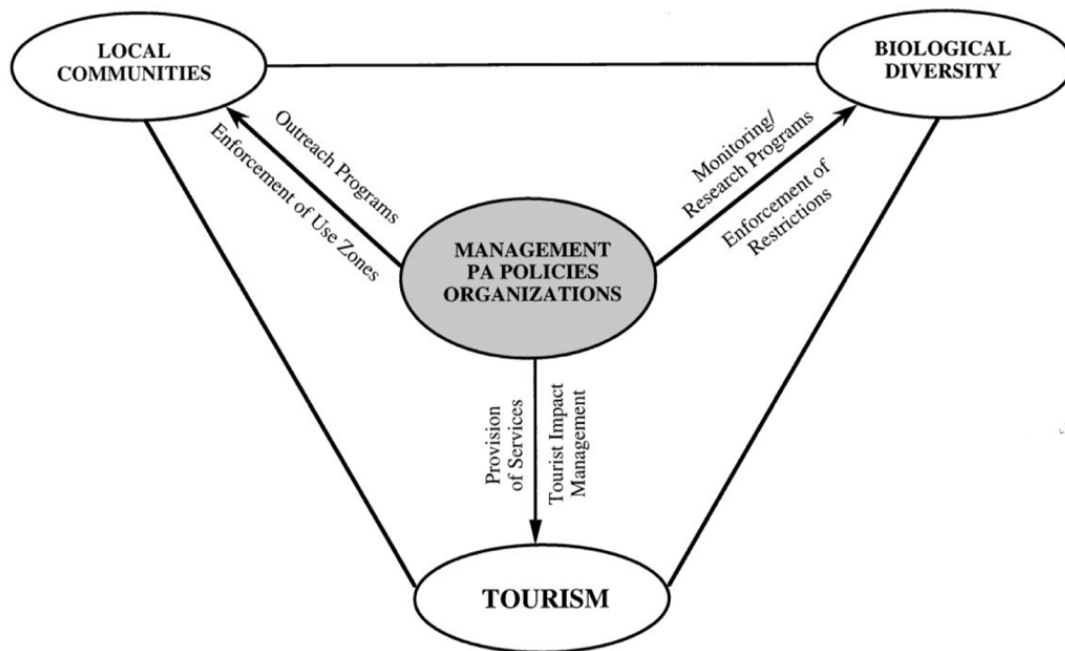 LOCAL
COMMUNITIES
BIOLOGICAL
DIVERSITY
Outreach Programs
Enforcement of Use Zones
Monitoring/
Research Programs
Enforcement of
Restrictions
MANAGEMENT
PA POLICIES
ORGANIZATIONS
Provision
of Services
Tourist Impact
Management
TOURISM